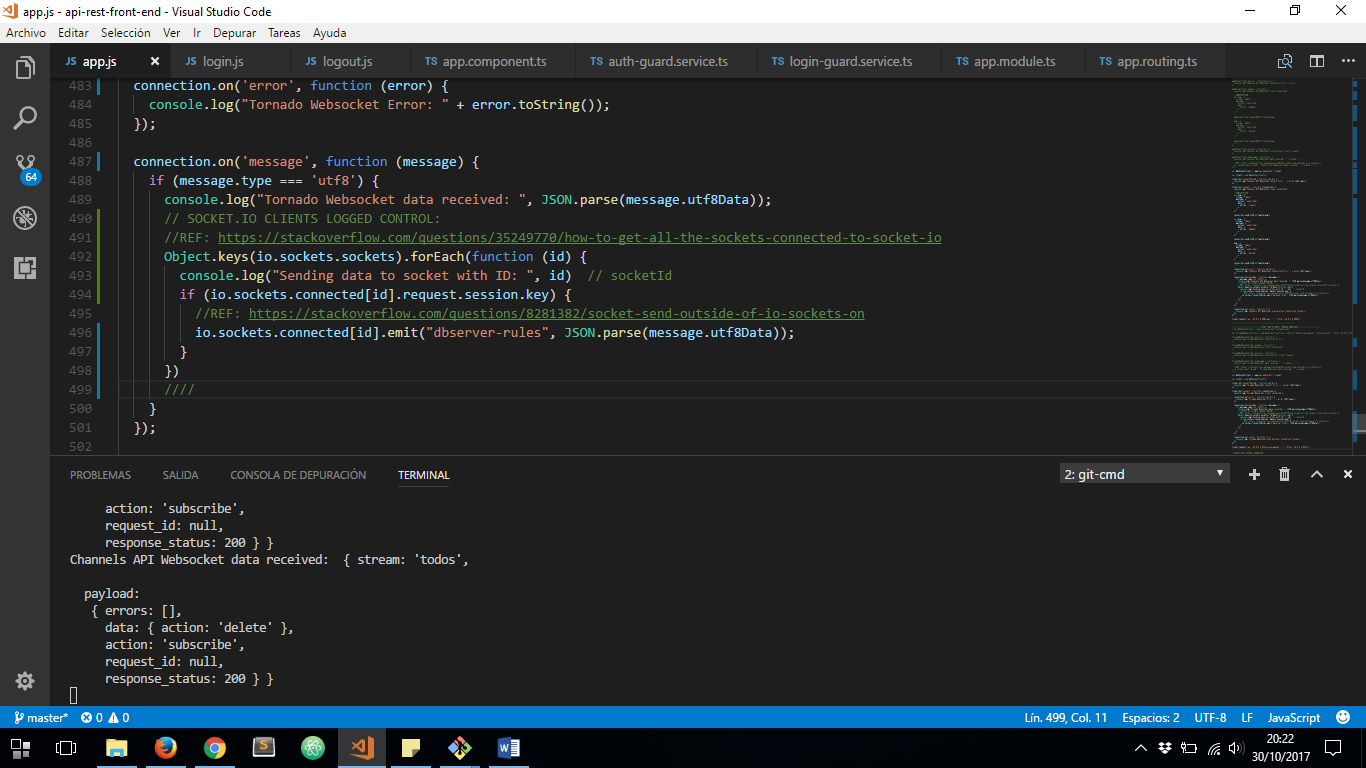 app.js - api-rest-front-end - Visual Studio Code
Archivo Editar Selección Ver Ir Depurar Tareas Ayuda
JS app.js × JS login.js JS logout.js TS app.component.ts TS auth-guard.service.ts TS login-guard.service.ts TS app.module.ts TS app.routing.ts
483 connection.on('error', function (error) {
484 console.log("Tornado Websocket Error: " + error.toString());
485 });
486
487 connection.on('message', function (message) {
488 if (message.type === 'utf8') {
489 console.log("Tornado Websocket data received: ", JSON.parse(message.utf8Data));
490 // SOCKET.IO CLIENTS LOGGED CONTROL:
491 //REF: https://stackoverflow.com/questions/35249770/how-to-get-all-the-sockets-connected-to-socket-io
492 Object.keys(io.sockets.sockets).forEach(function (id) {
493 console.log("Sending data to socket with ID: ", id)  // socketId
494 if (io.sockets.connected[id].request.session.key) {
495 //REF: https://stackoverflow.com/questions/8281382/socket-send-outside-of-io-sockets-on
496 io.sockets.connected[id].emit("dbserver-rules", JSON.parse(message.utf8Data));
497 }
498 })
499 ////
500 }
501 });
502
64
PROBLEMAS SALIDA CONSOLA DE DEPURACIÓN TERMINAL 2: git-cmd
action: 'subscribe',
request_id: null,
response_status: 200 } }
Channels API Websocket data received:  { stream: 'todos',
payload:
{ errors: [],
data: { action: 'delete' },
action: 'subscribe',
request_id: null,
response_status: 200 } }
master* 0 0 Lín. 499, Col. 11 Espacios: 2 UTF-8 LF JavaScript
20:22
30/10/2017